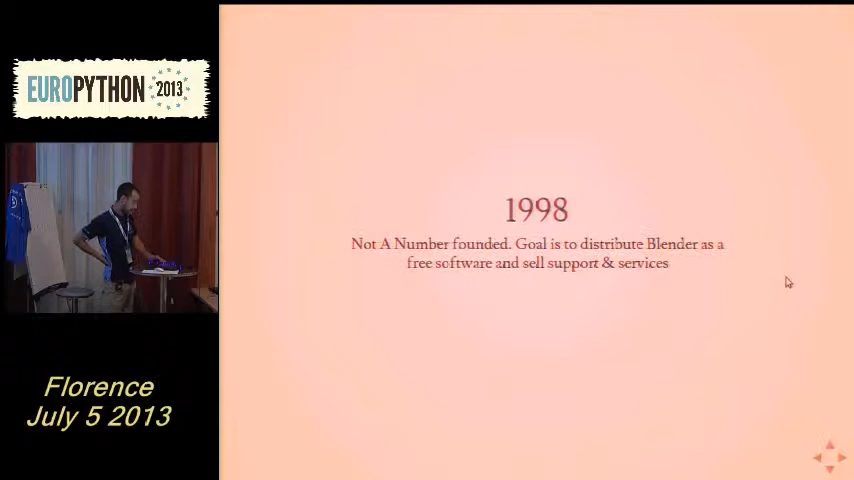 EUROPYTHON 2013
1998
Not A Number founded. Goal is to distribute Blender as a
free software and sell support & services
Florence
July 5 2013